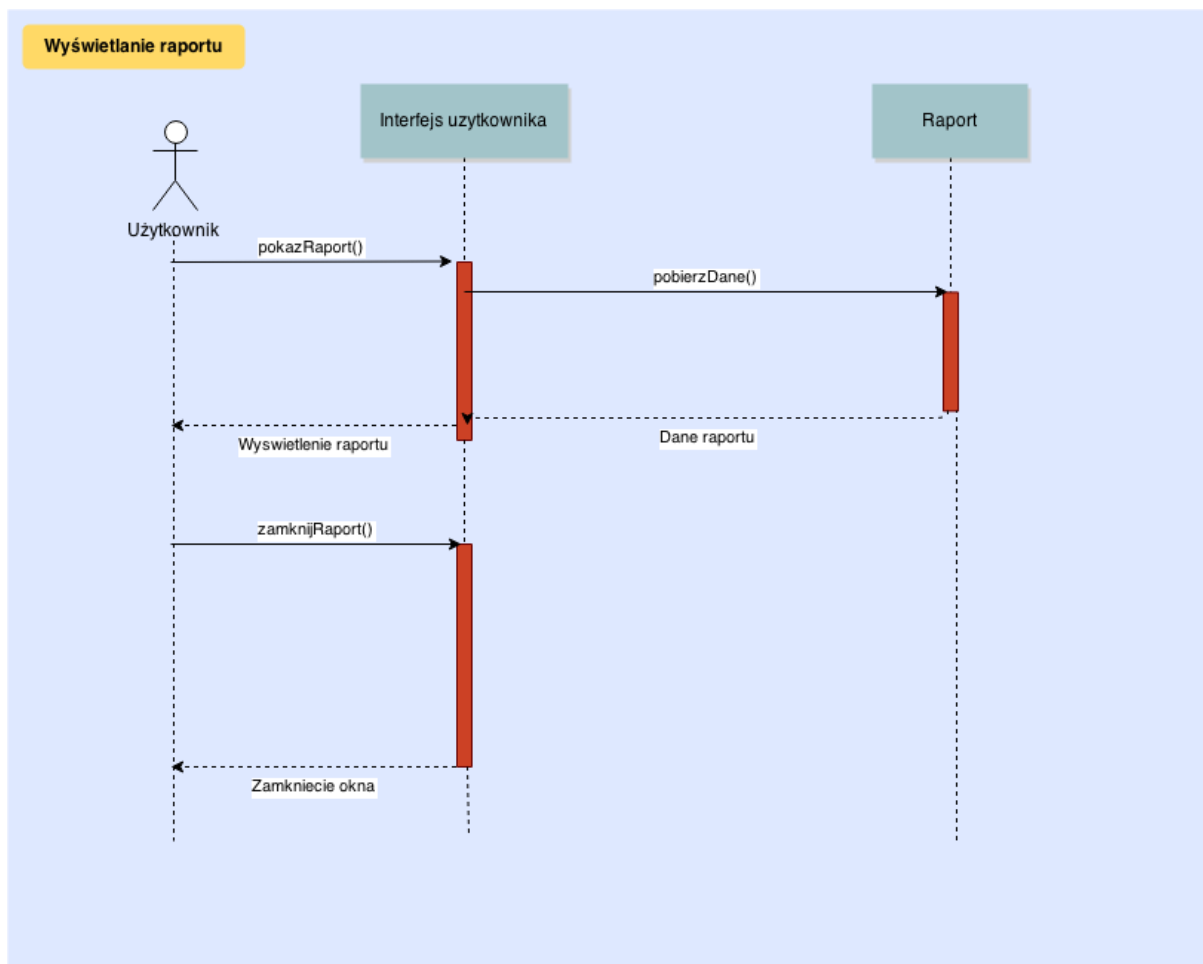 Wyświetlanie raportu
Interfejs uzytkownika
Raport
Użytkownik
pokazRaport()
pobierzDane()
Dane raportu
Wyswietlenie raportu
zamknijRaport()
Zamkniecie okna